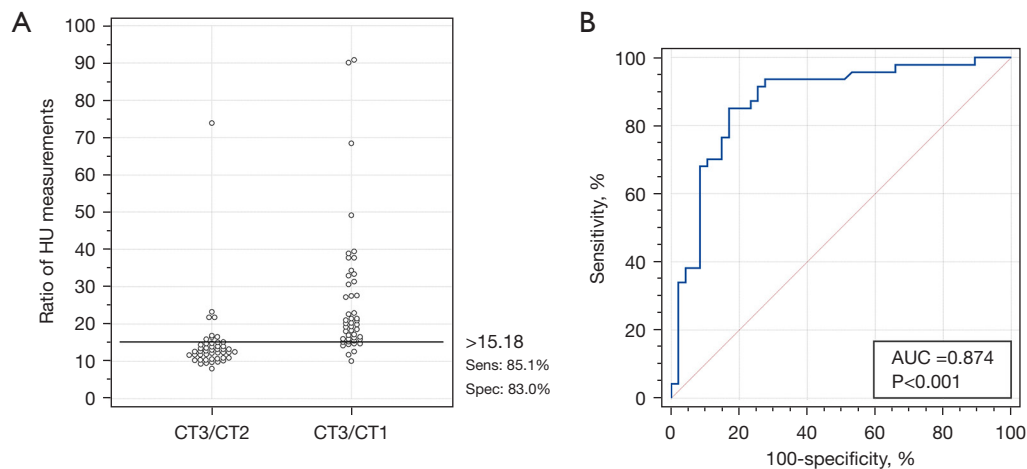 A
100
90
80
70
60
50
40
30
20
10
0
Ratio of HU measurements
CT3/CT2
CT3/CT1
>15.18
Sens: 85.1%
Spec: 83.0%
B
100
80
60
40
20
0
Sensitivity, %
AUC =0.874
P<0.001
0 20 40 60 80 100
100-specificity, %